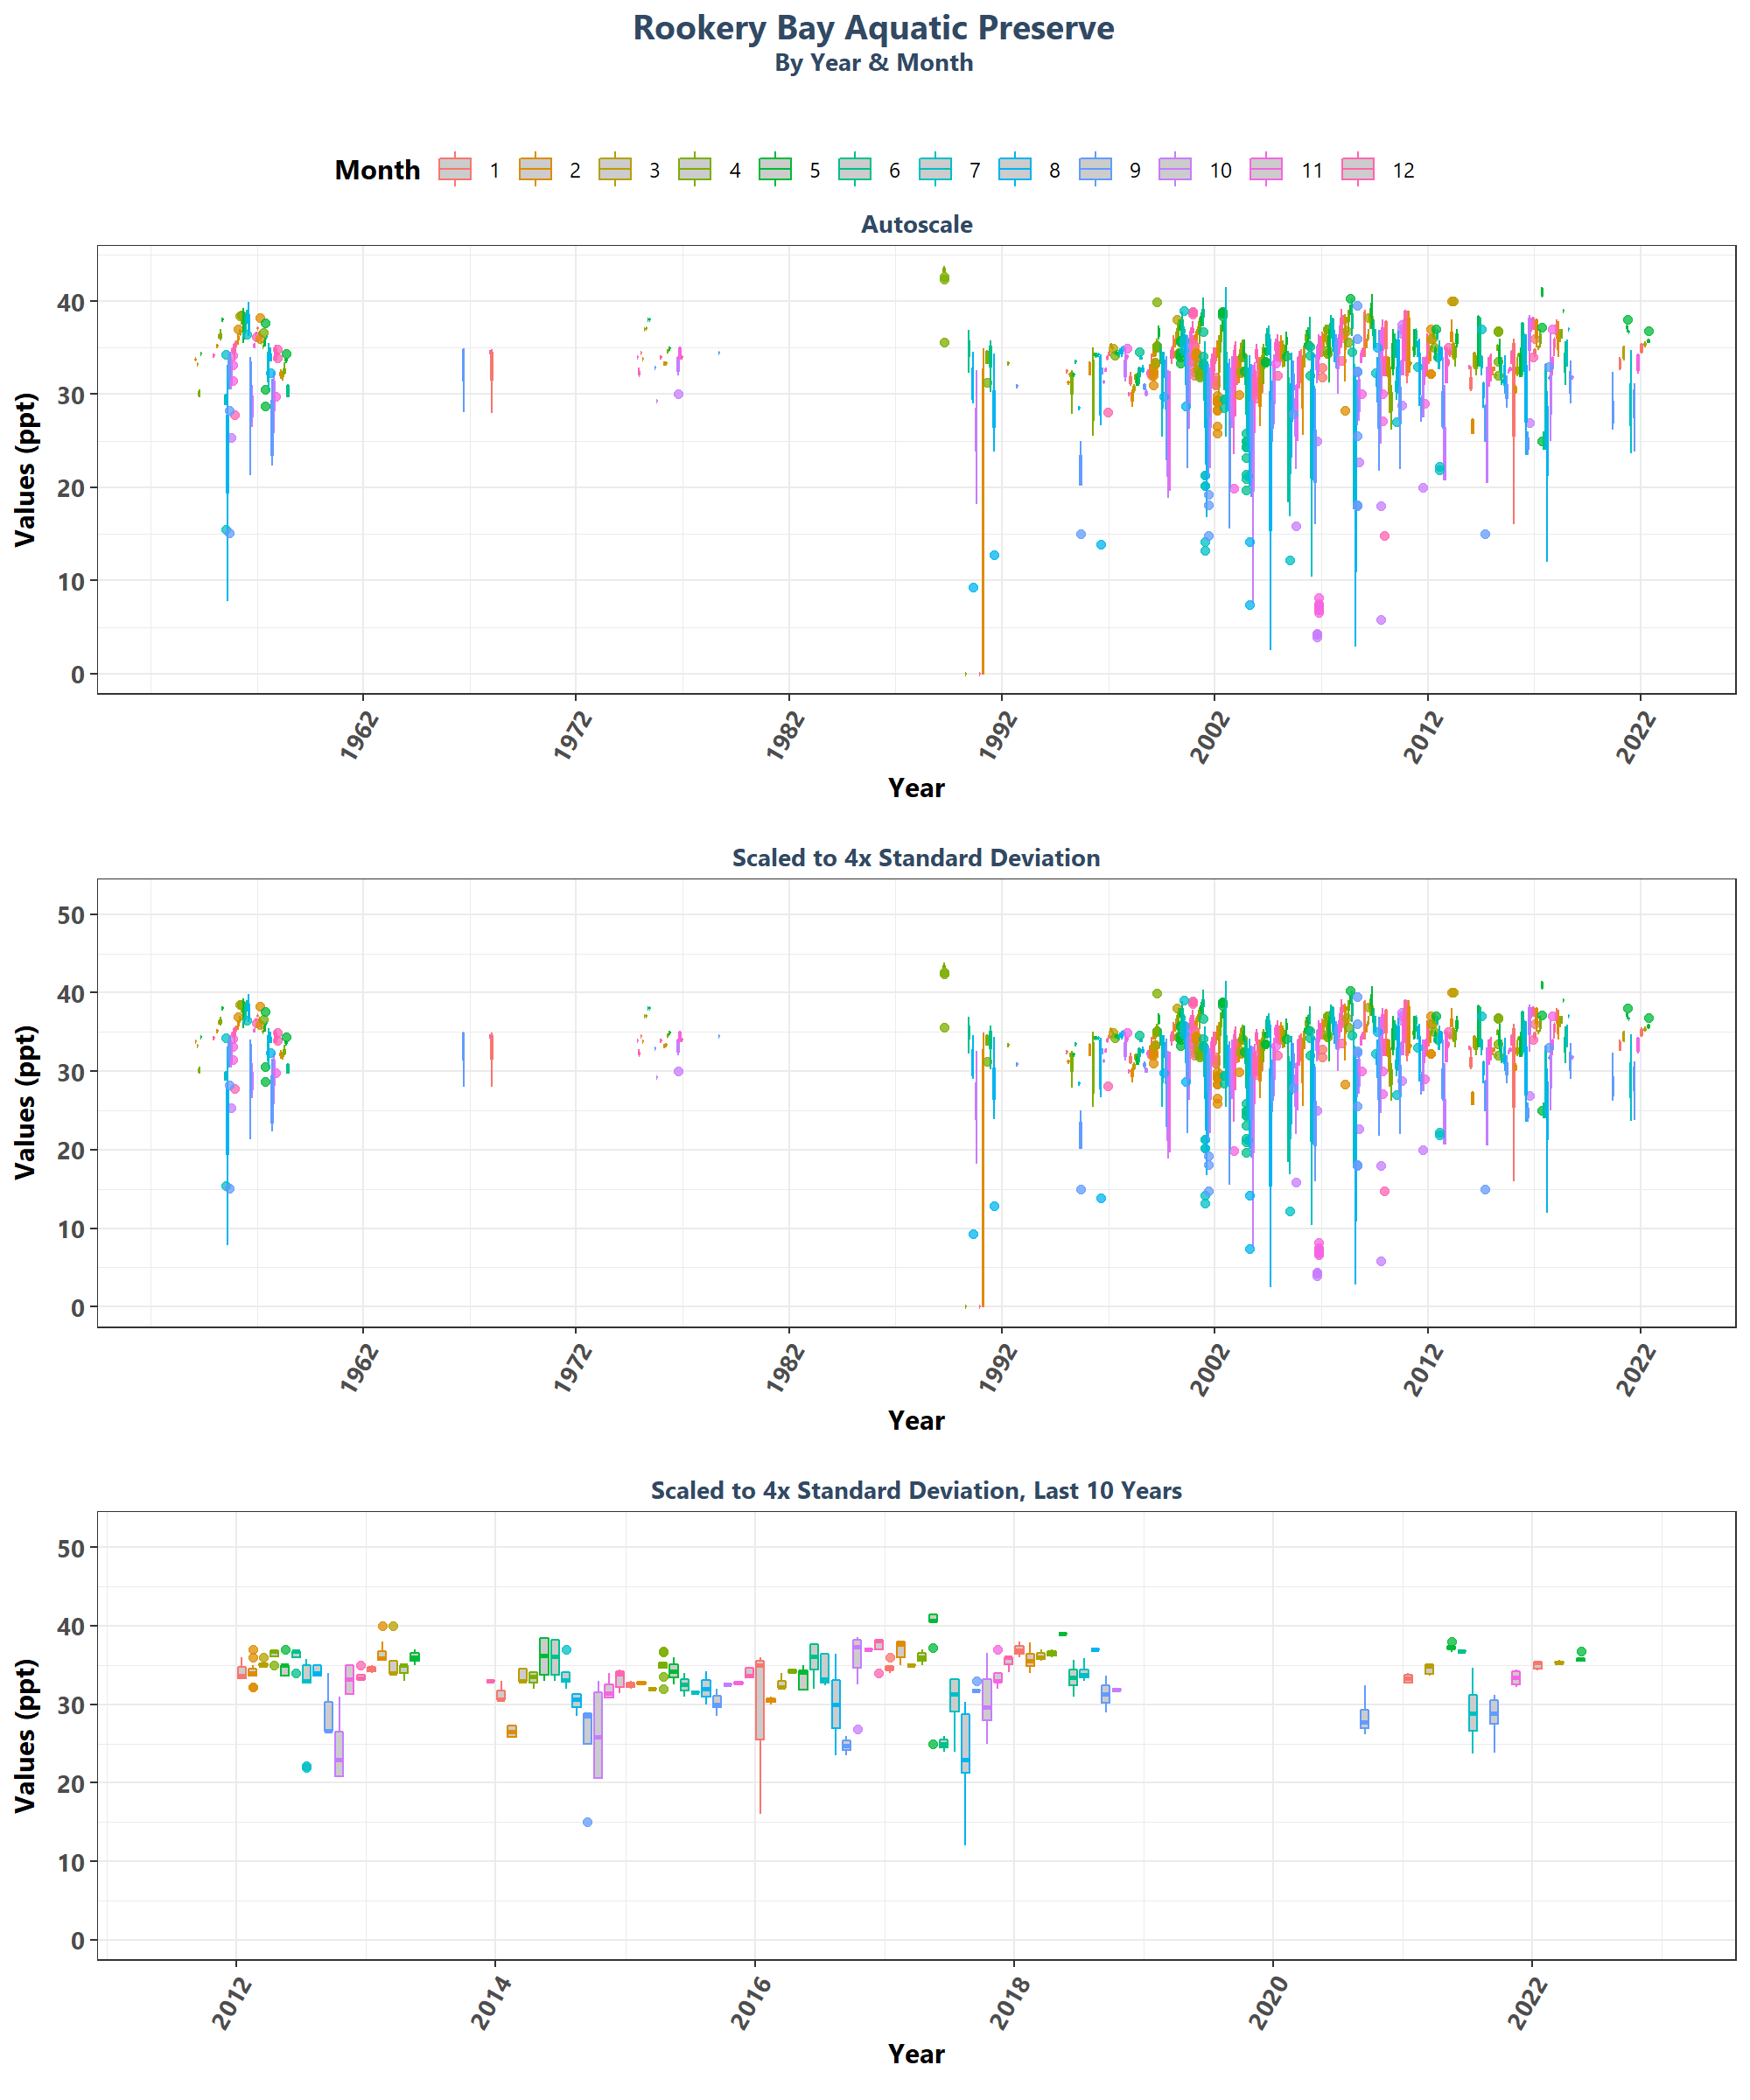 Rookery Bay Aquatic Preserve
By Year & Month
Month 1 2 3 4 5 6 7 8 9 10 11 12
Autoscale
Values (ppt)
40
30
20
10
0
1962 1972 1982 1992 2002 2012 2022
Year
Scaled to 4x Standard Deviation
Values (ppt)
50
40
30
20
10
0
1962 1972 1982 1992 2002 2012 2022
Year
Scaled to 4x Standard Deviation, Last 10 Years
Values (ppt)
50
40
30
20
10
0
2012 2014 2016 2018 2020 2022
Year